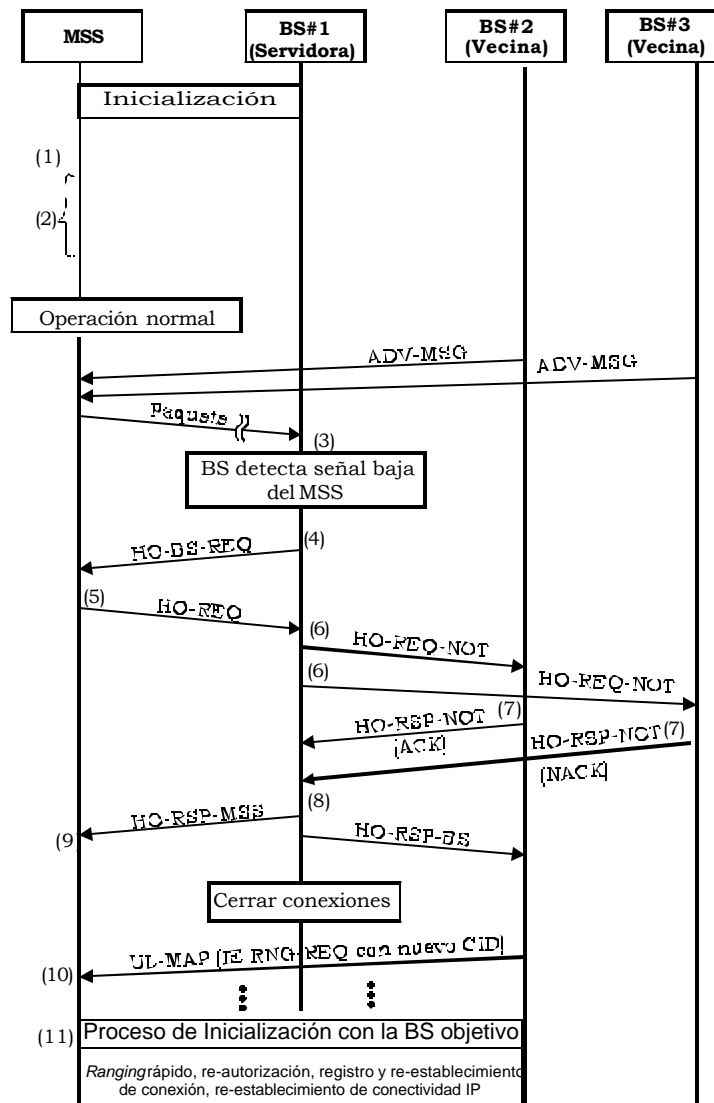 MSS
BS#1
(Servidora)
BS#2
(Vecina)
BS#3
(Vecina)
Inicialización
(1)
(2)
Operación normal
ADV-MSG
ADV-MSG
Paquete
(3)
BS detecta señal baja
del MSS
(4)
HO-BS-REQ
(5)
HO-REQ
(6)
HO-REQ-NOT
(6)
HO-REQ-NOT
(7)
HO-RSP-NOT
(ACK)
HO-RSP-NOT
(7)
(NACK)
(8)
HO-RSP-MSS
(9)
HO-RSP-BS
Cerrar conexiones
UL-MAP (IE RNG-REQ con nuevo CID)
(10)
(11)
Proceso de Inicialización con la BS objetivo
Ranging rápido, re-autorización, registro y re-establecimiento
de conexión, re-establecimiento de conectividad IP